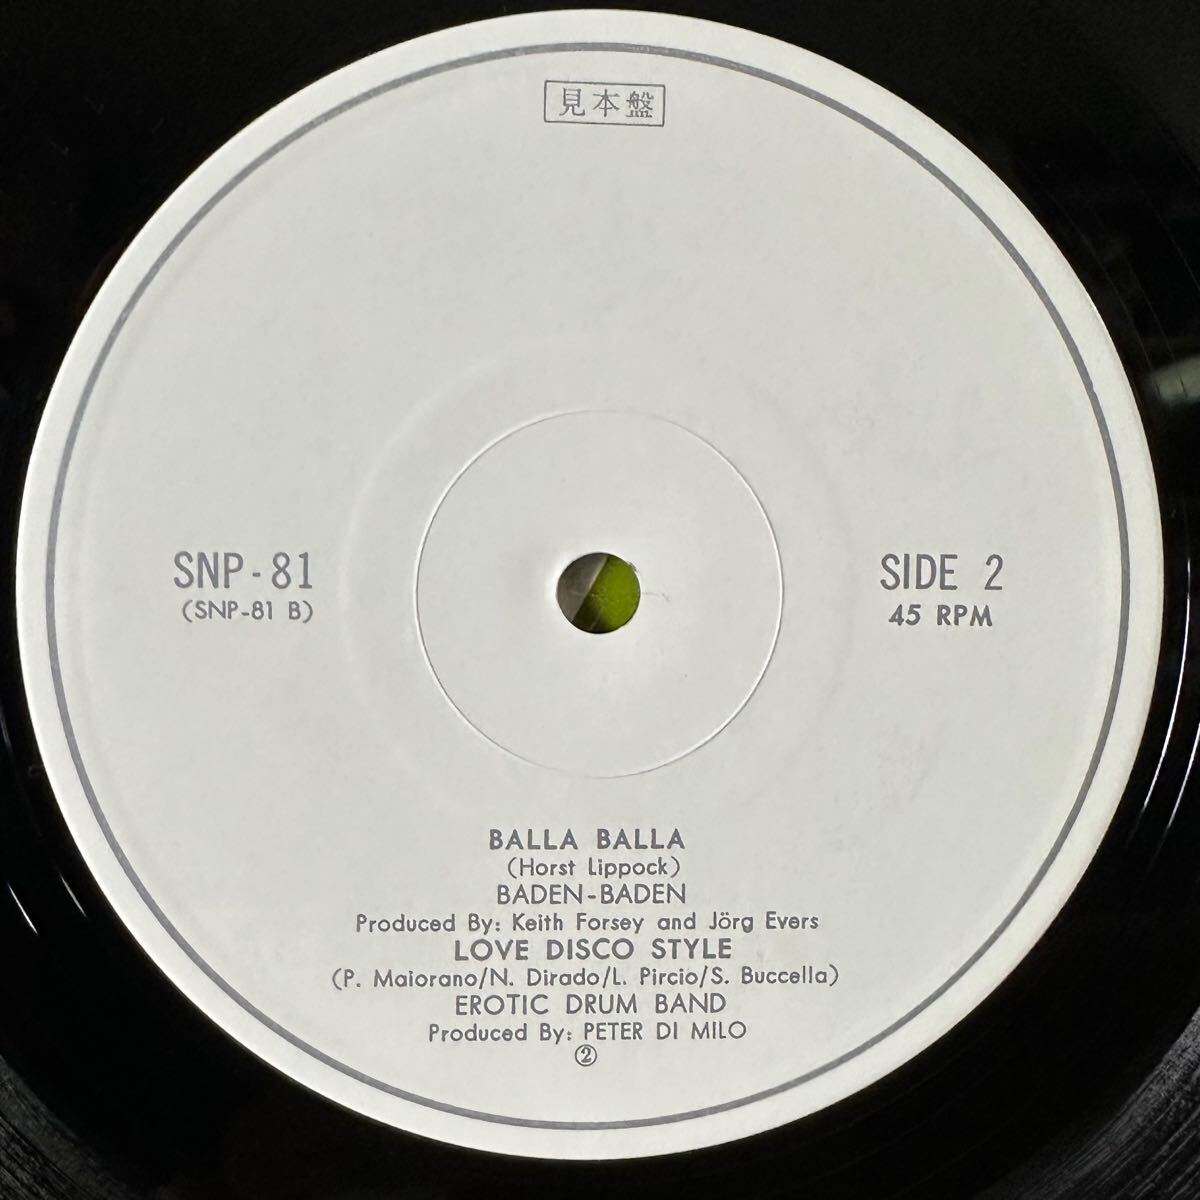 見本盤
SNP-81
(SNP-81 B)
SIDE 2
45 RPM
BALLA BALLA
(Horst Lippock)
BADEN-BADEN
Produced By: Keith Forsey and Jörg Evers
LOVE DISCO STYLE
(P. Maiorano/N. Dirado/L. Pircio/S. Buccella)
EROTIC DRUM BAND
Produced By: PETER DI MILO
②